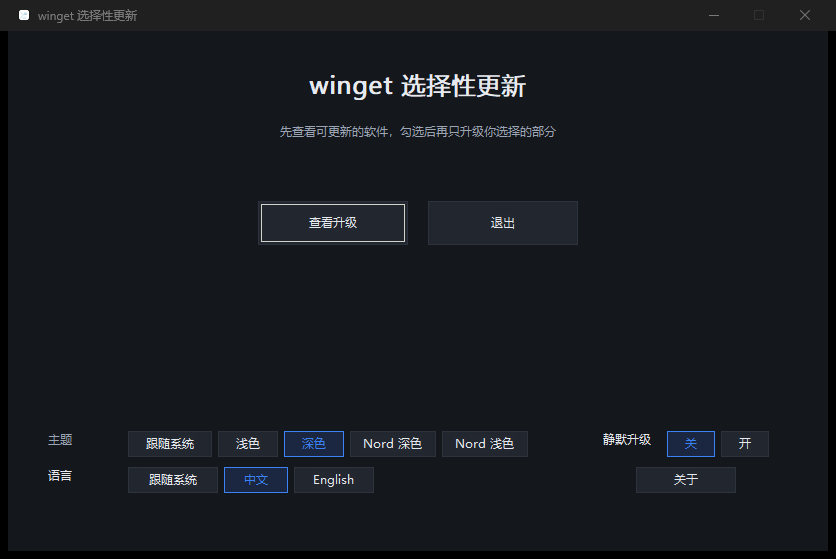 winget 选择性更新
winget 选择性更新
先查看可更新的软件，勾选后再只升级你选择的部分
查看升级 退出
主题 跟随系统 浅色 深色 Nord 深色 Nord 浅色 静默升级 关 开
语言 跟随系统 中文 English 关于